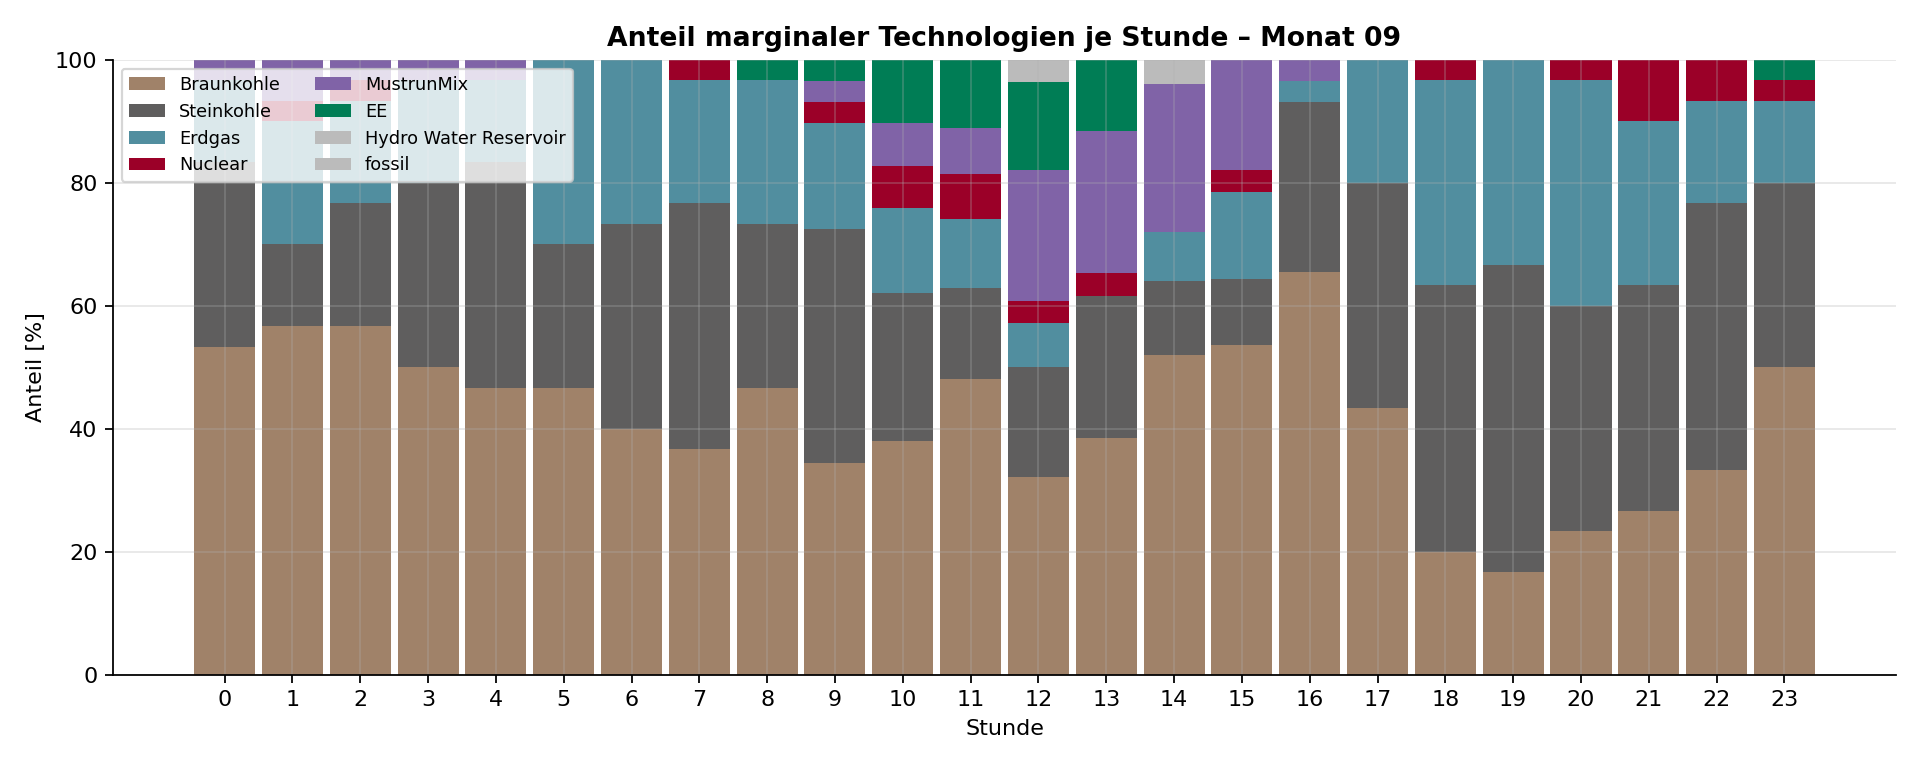 Anteil marginaler Technologien je Stunde – Monat 09
Anteil [%]
100
80
60
40
20
0
Braunkohle
Steinkohle
Erdgas
Nuclear
MustrunMix
EE
Hydro Water Reservoir
fossil
0 1 2 3 4 5 6 7 8 9 10 11 12 13 14 15 16 17 18 19 20 21 22 23
Stunde